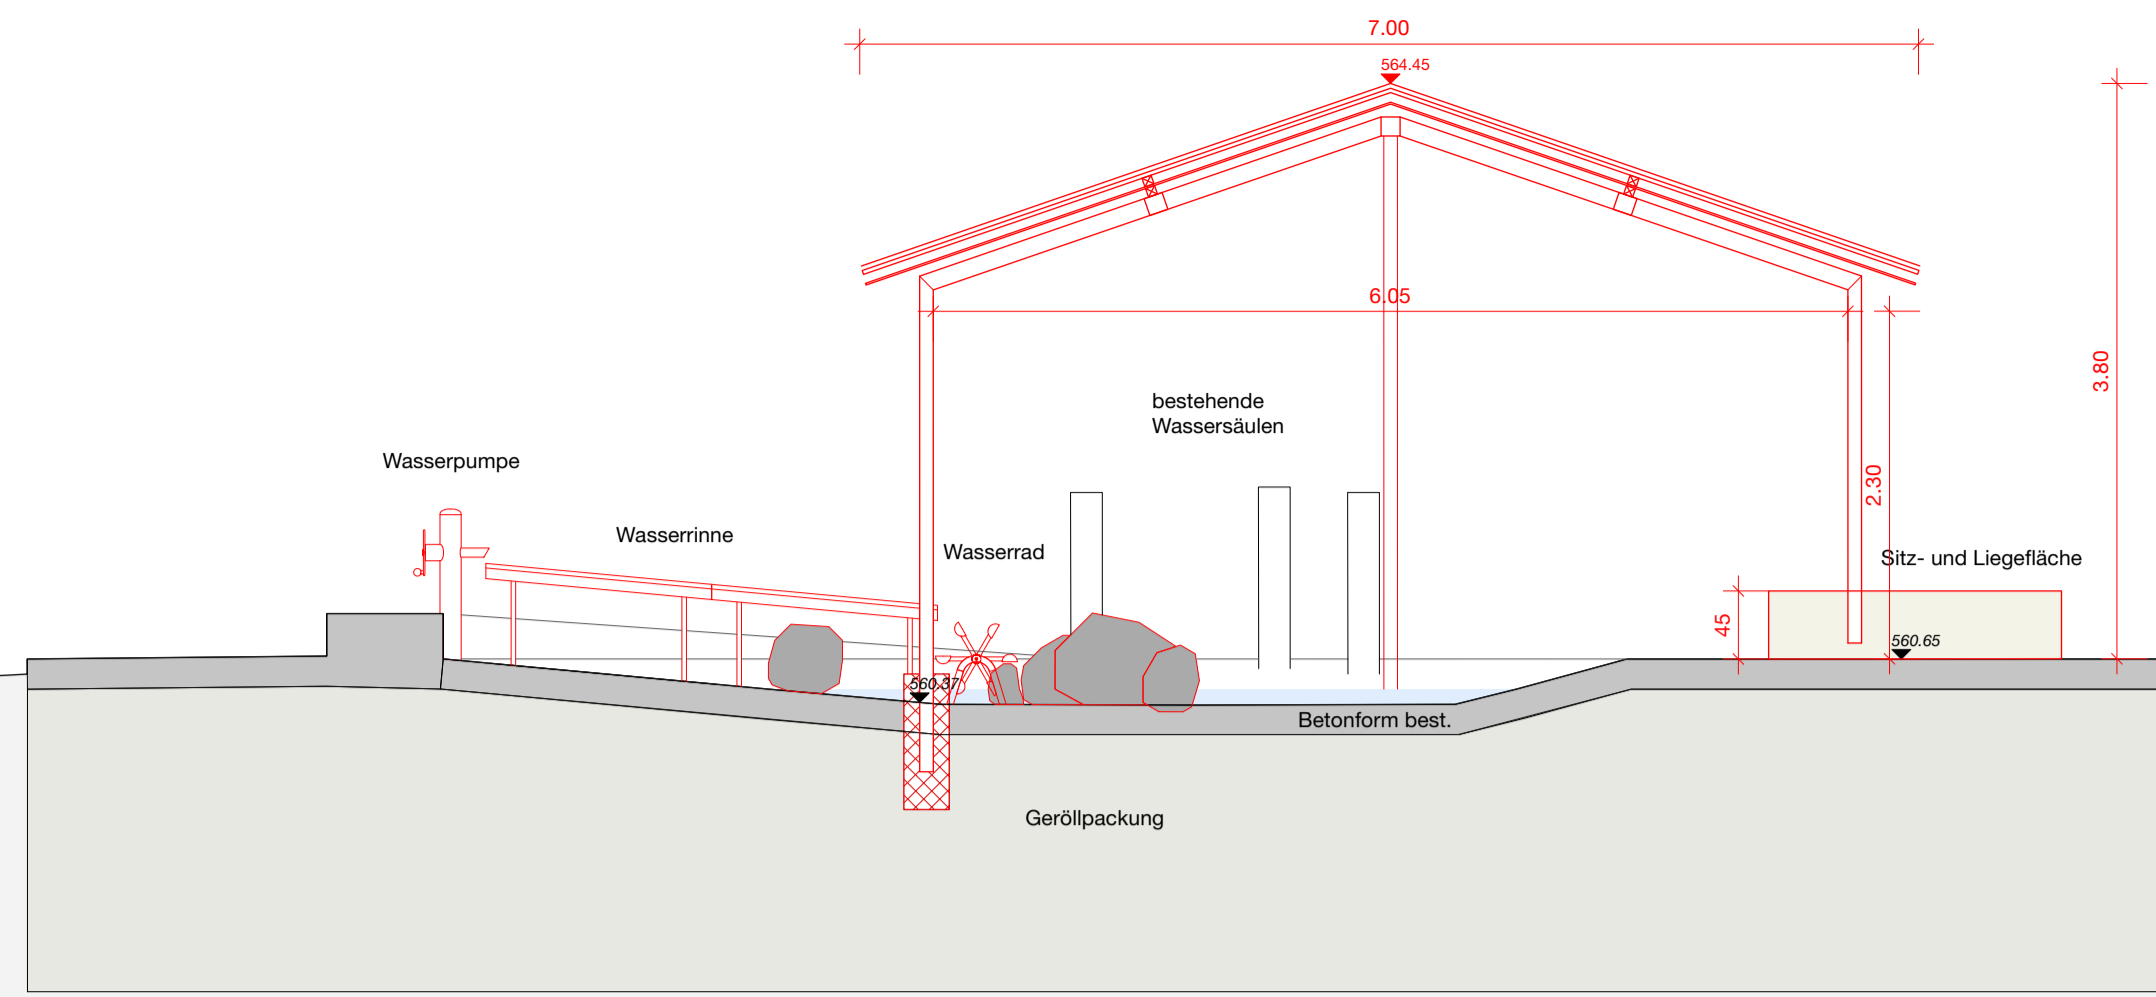 7.00
564.45
6.05
3.80
bestehende
Wassersäulen
Wasserpumpe
2.30
Wasserrinne
Wasserrad
Sitz- und Liegefläche
45
560.65
560.37
Betonform best.
Geröllpackung